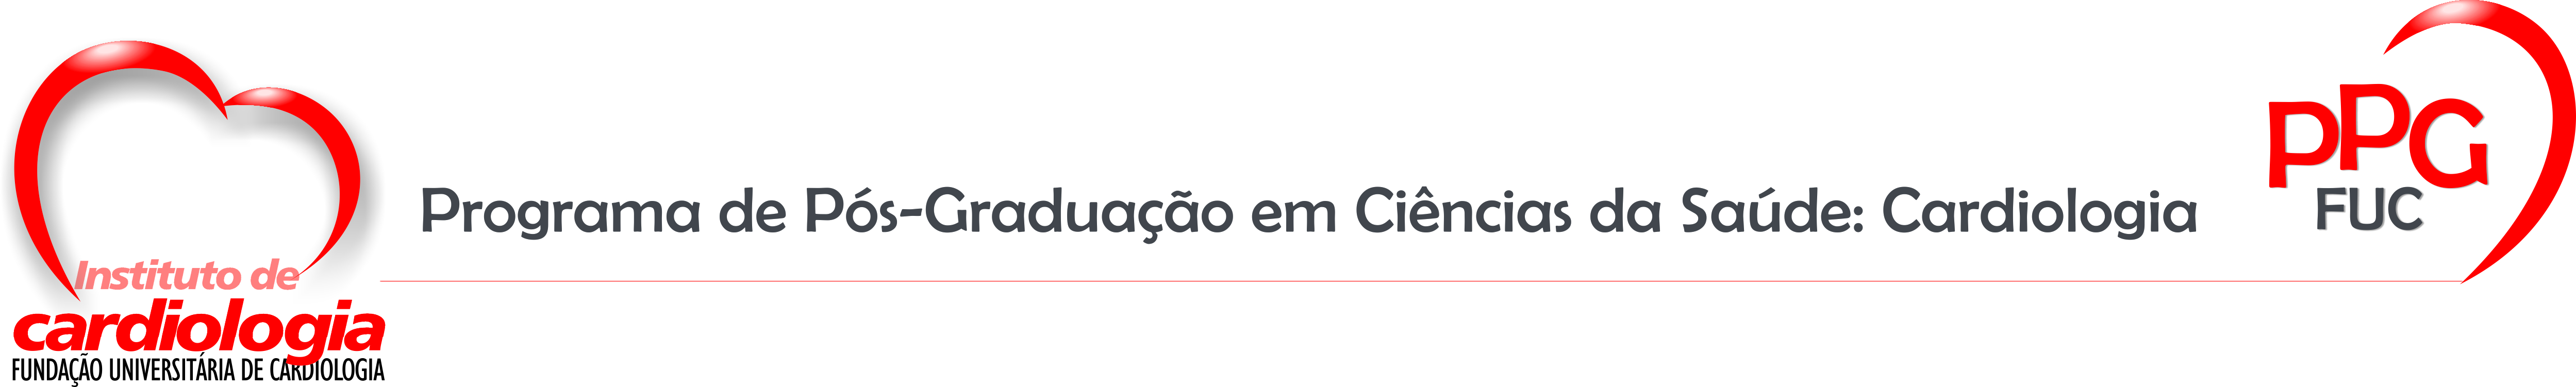 Instituto de
cardiologia
FUNDAÇÃO UNIVERSITÁRIA DE CARDIOLOGIA
Programa de Pós-Graduação em Ciências da Saúde: Cardiologia
PPG
FUC